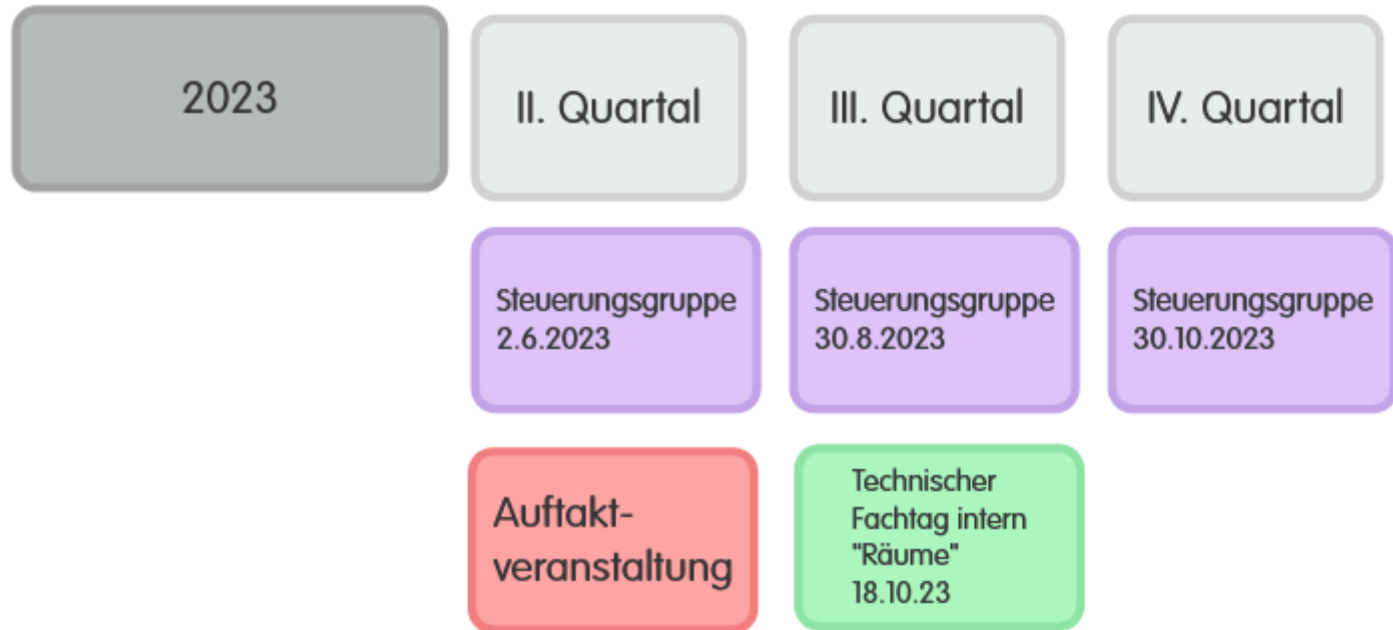 2023
II. Quartal
III. Quartal
IV. Quartal
Steuerungsgruppe
2.6.2023
Steuerungsgruppe
30.8.2023
Steuerungsgruppe
30.10.2023
Auftakt-
veranstaltung
Technischer
Fachtag intern
"Räume"
18.10.23